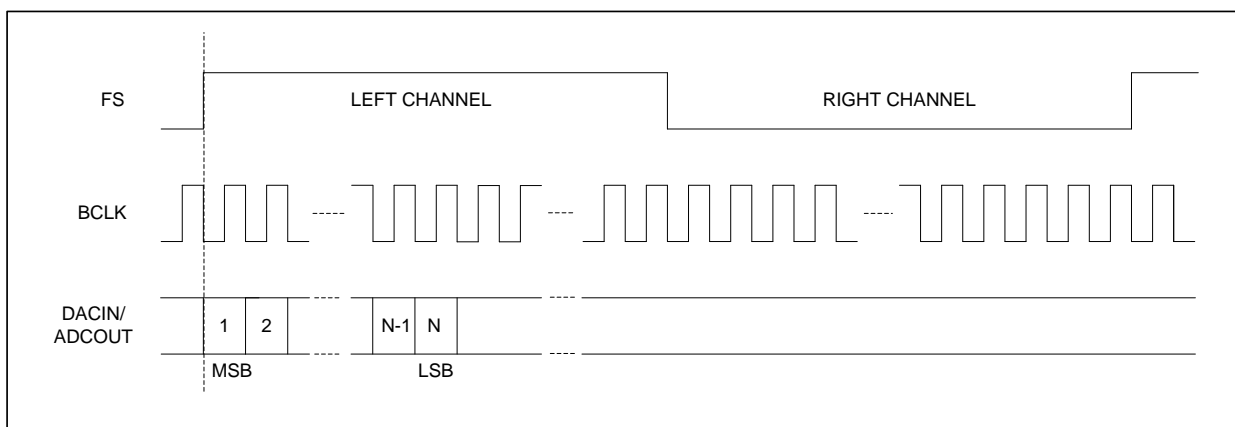 FS
LEFT CHANNEL
RIGHT CHANNEL
BCLK
DACIN/
ADCOUT
1
2
N-1
N
MSB
LSB